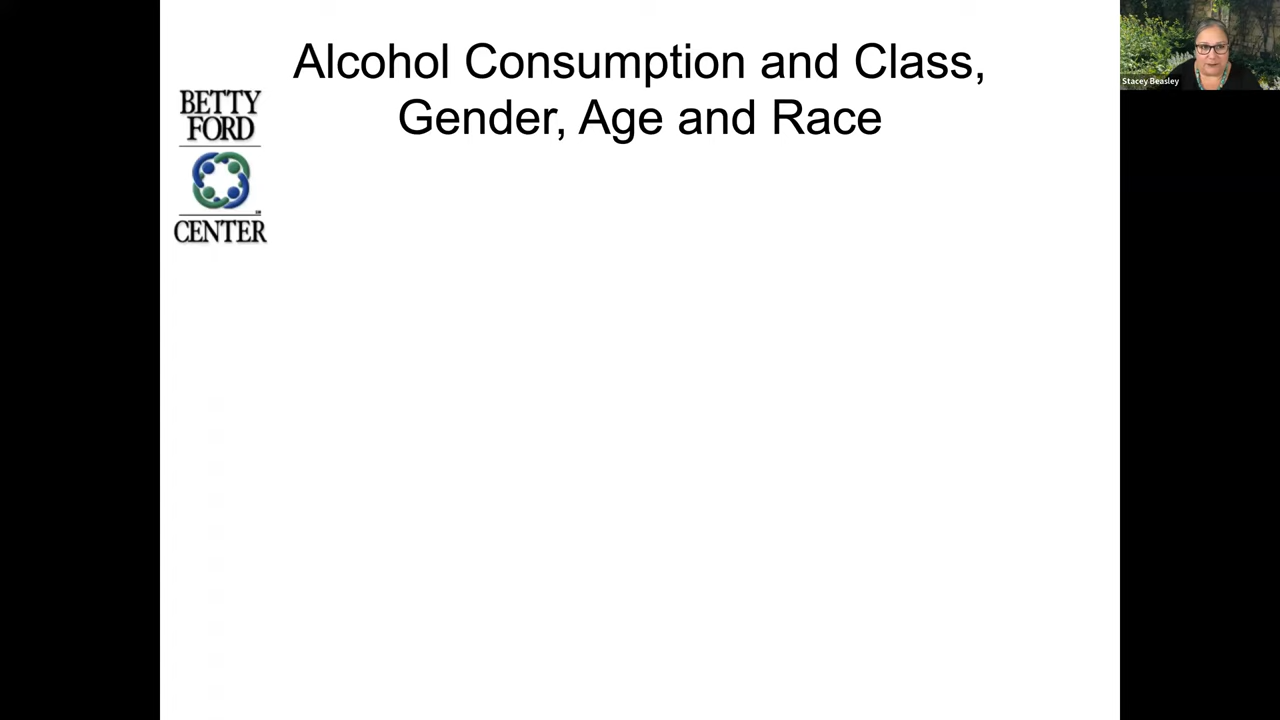 Alcohol Consumption and Class,
Gender, Age and Race
BETTY
FORD
CENTER
Stacey Beasley